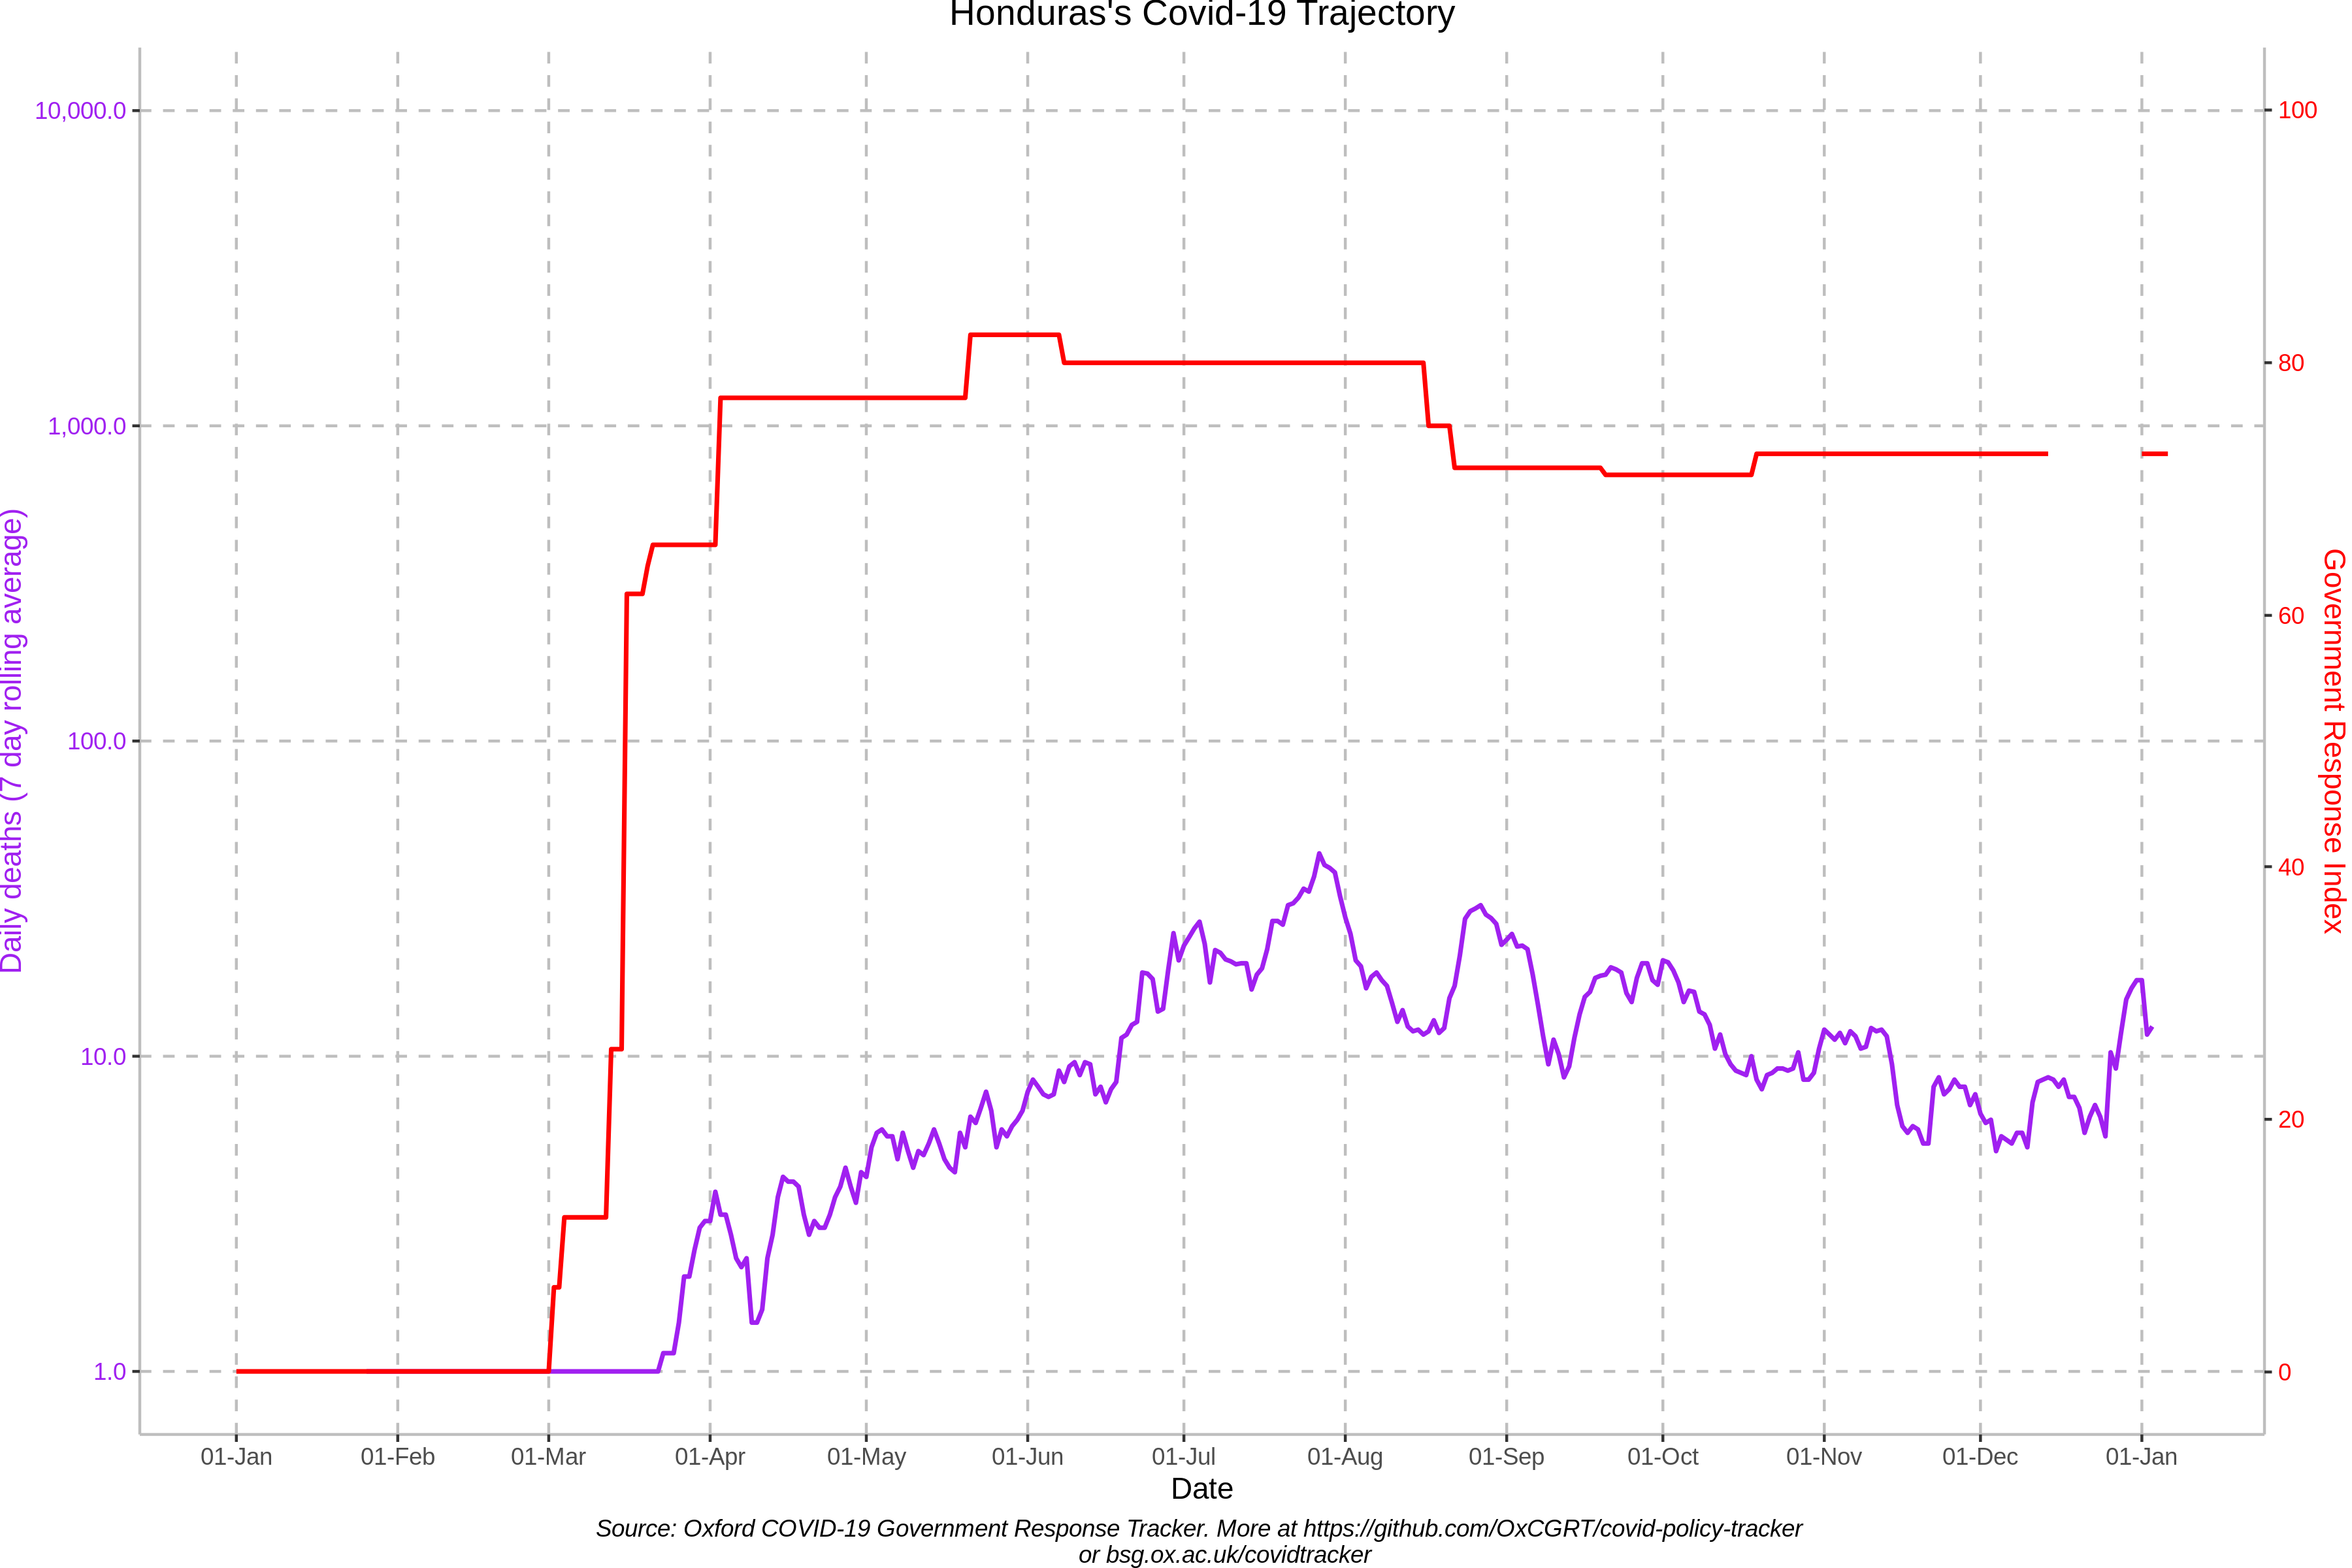 Honduras's Covid-19 Trajectory
10,000.0
1,000.0
100.0
10.0
1.0
Daily deaths (7 day rolling average)
100
80
60
40
20
0
Government Response Index
01-Jan 01-Feb 01-Mar 01-Apr 01-May 01-Jun 01-Jul 01-Aug 01-Sep 01-Oct 01-Nov 01-Dec 01-Jan
Date
Source: Oxford COVID-19 Government Response Tracker. More at https://github.com/OxCGRT/covid-policy-tracker
or bsg.ox.ac.uk/covidtracker